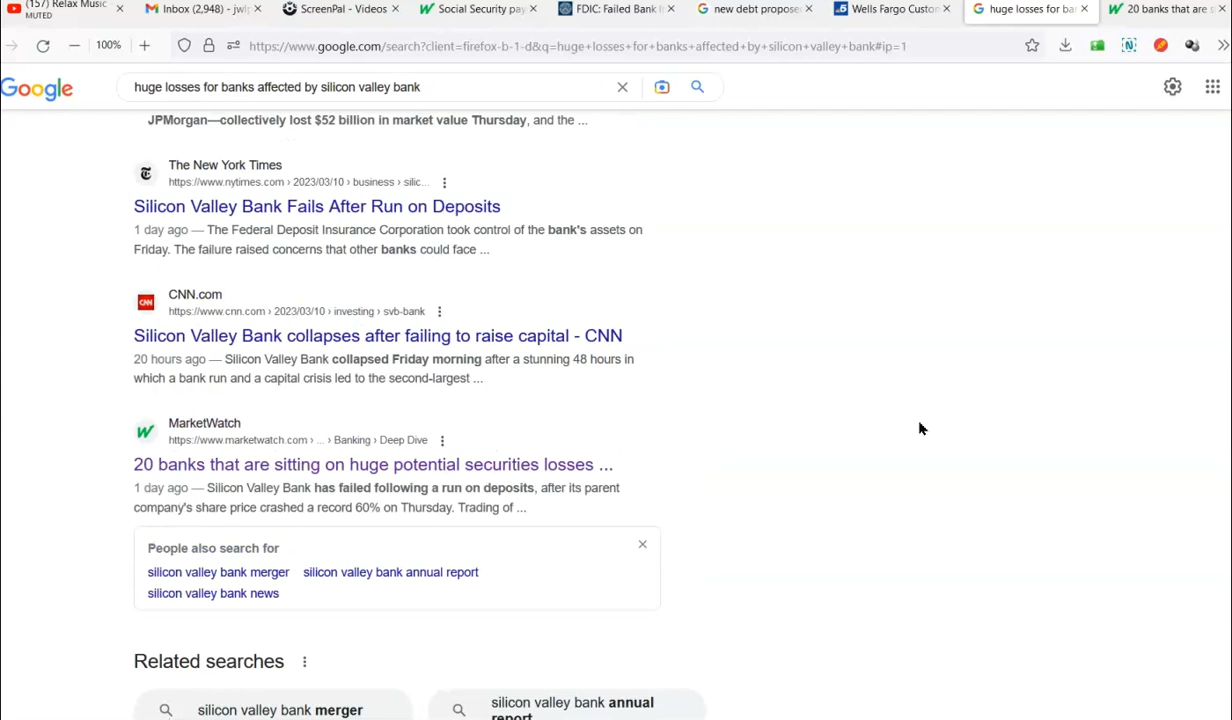 (157) Relax Music
MUTED
Inbox (2,948) - jwl
ScreenPal - Videos
Social Security pay
FDIC: Failed Bank I
new debt propose
Wells Fargo Custo
huge losses for ba
20 banks that are s
100%
https://www.google.com/search?client=firefox-b-1-d&q=huge+losses+for+banks+affected+by+silicon+valley+bank#ip=1
Google
huge losses for banks affected by silicon valley bank
JPMorgan—collectively lost $52 billion in market value Thursday, and the ...
The New York Times
https://www.nytimes.com › 2023/03/10 › business › silic...
Silicon Valley Bank Fails After Run on Deposits
1 day ago — The Federal Deposit Insurance Corporation took control of the bank's assets on
Friday. The failure raised concerns that other banks could face ...
CNN
CNN.com
https://www.cnn.com › 2023/03/10 › investing › svb-bank
Silicon Valley Bank collapses after failing to raise capital - CNN
20 hours ago — Silicon Valley Bank collapsed Friday morning after a stunning 48 hours in
which a bank run and a capital crisis led to the second-largest ...
MarketWatch
https://www.marketwatch.com › ... › Banking › Deep Dive
20 banks that are sitting on huge potential securities losses ...
1 day ago — Silicon Valley Bank has failed following a run on deposits, after its parent
company's share price crashed a record 60% on Thursday. Trading of ...
People also search for
silicon valley bank merger silicon valley bank annual report
silicon valley bank news
Related searches
silicon valley bank merger
silicon valley bank annual
report